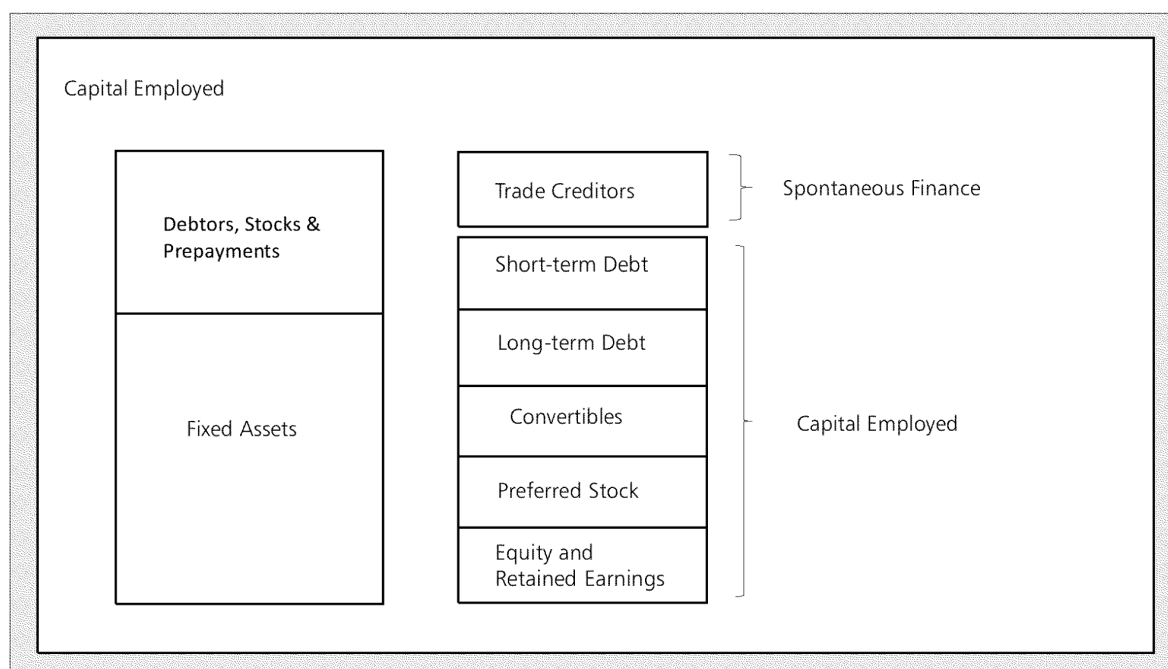 Capital Employed
Debtors, Stocks &
Prepayments
Fixed Assets
Trade Creditors
Short-term Debt
Long-term Debt
Convertibles
Preferred Stock
Equity and
Retained Earnings
Spontaneous Finance
Capital Employed